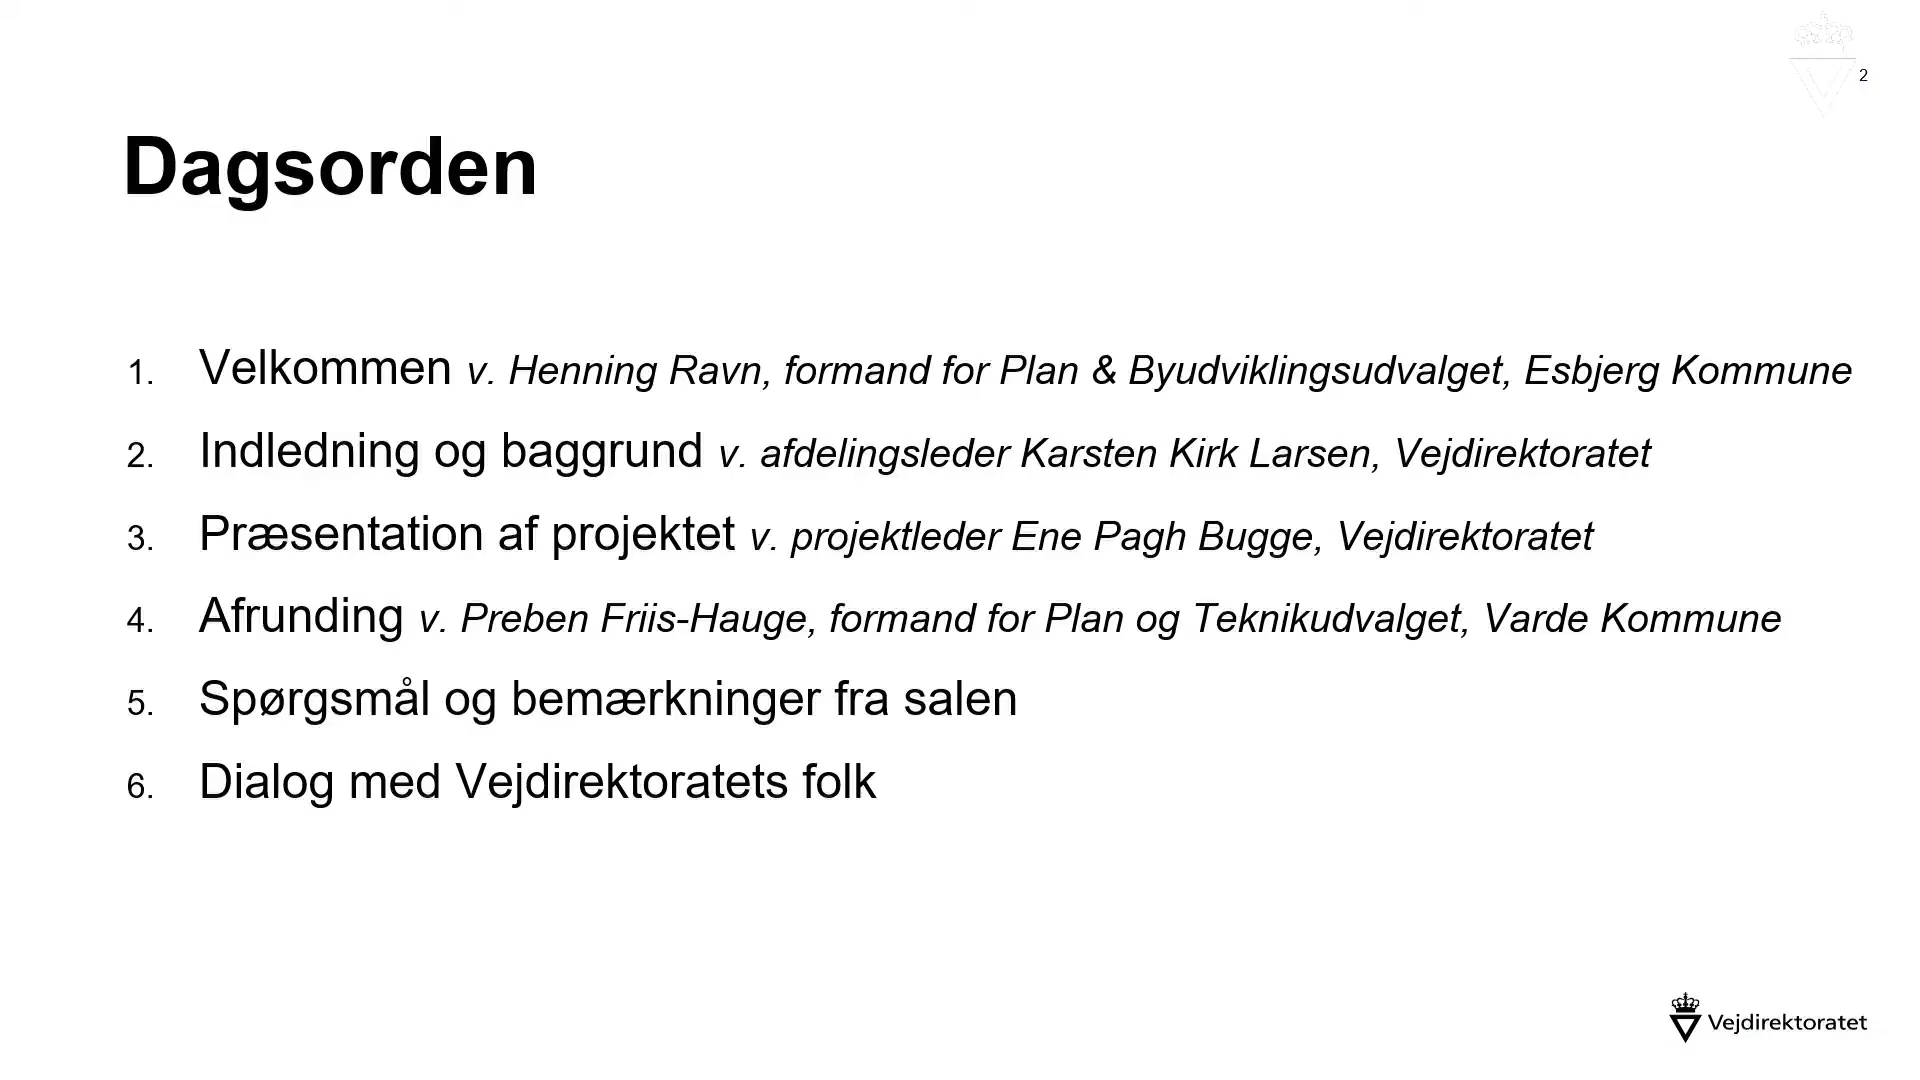 2
Dagsorden
1. Velkommen v. Henning Ravn, formand for Plan & Byudviklingsudvalget, Esbjerg Kommune
2. Indledning og baggrund v. afdelingsleder Karsten Kirk Larsen, Vejdirektoratet
3. Præsentation af projektet v. projektleder Ene Pagh Bugge, Vejdirektoratet
4. Afrunding v. Preben Friis-Hauge, formand for Plan og Teknikudvalget, Varde Kommune
5. Spørgsmål og bemærkninger fra salen
6. Dialog med Vejdirektoratets folk
Vejdirektoratet